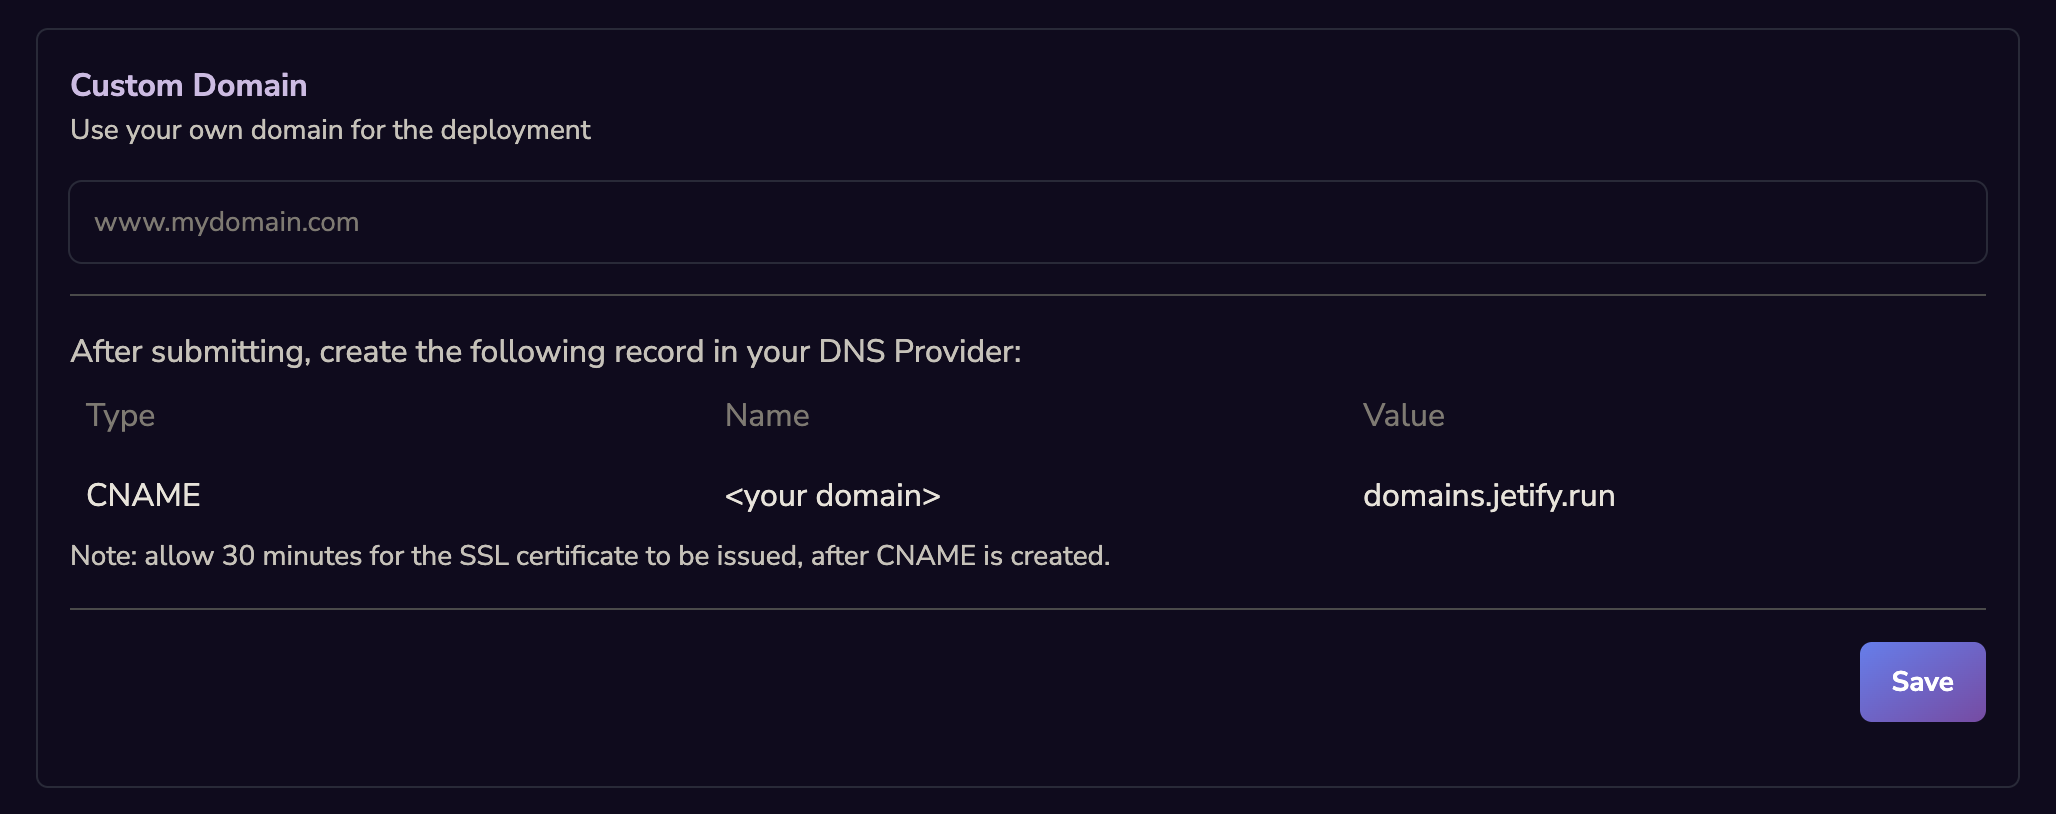 Custom Domain
Use your own domain for the deployment
www.mydomain.com
After submitting, create the following record in your DNS Provider:
Type Name Value
CNAME <your domain> domains.jetify.run
Note: allow 30 minutes for the SSL certificate to be issued, after CNAME is created.
Save